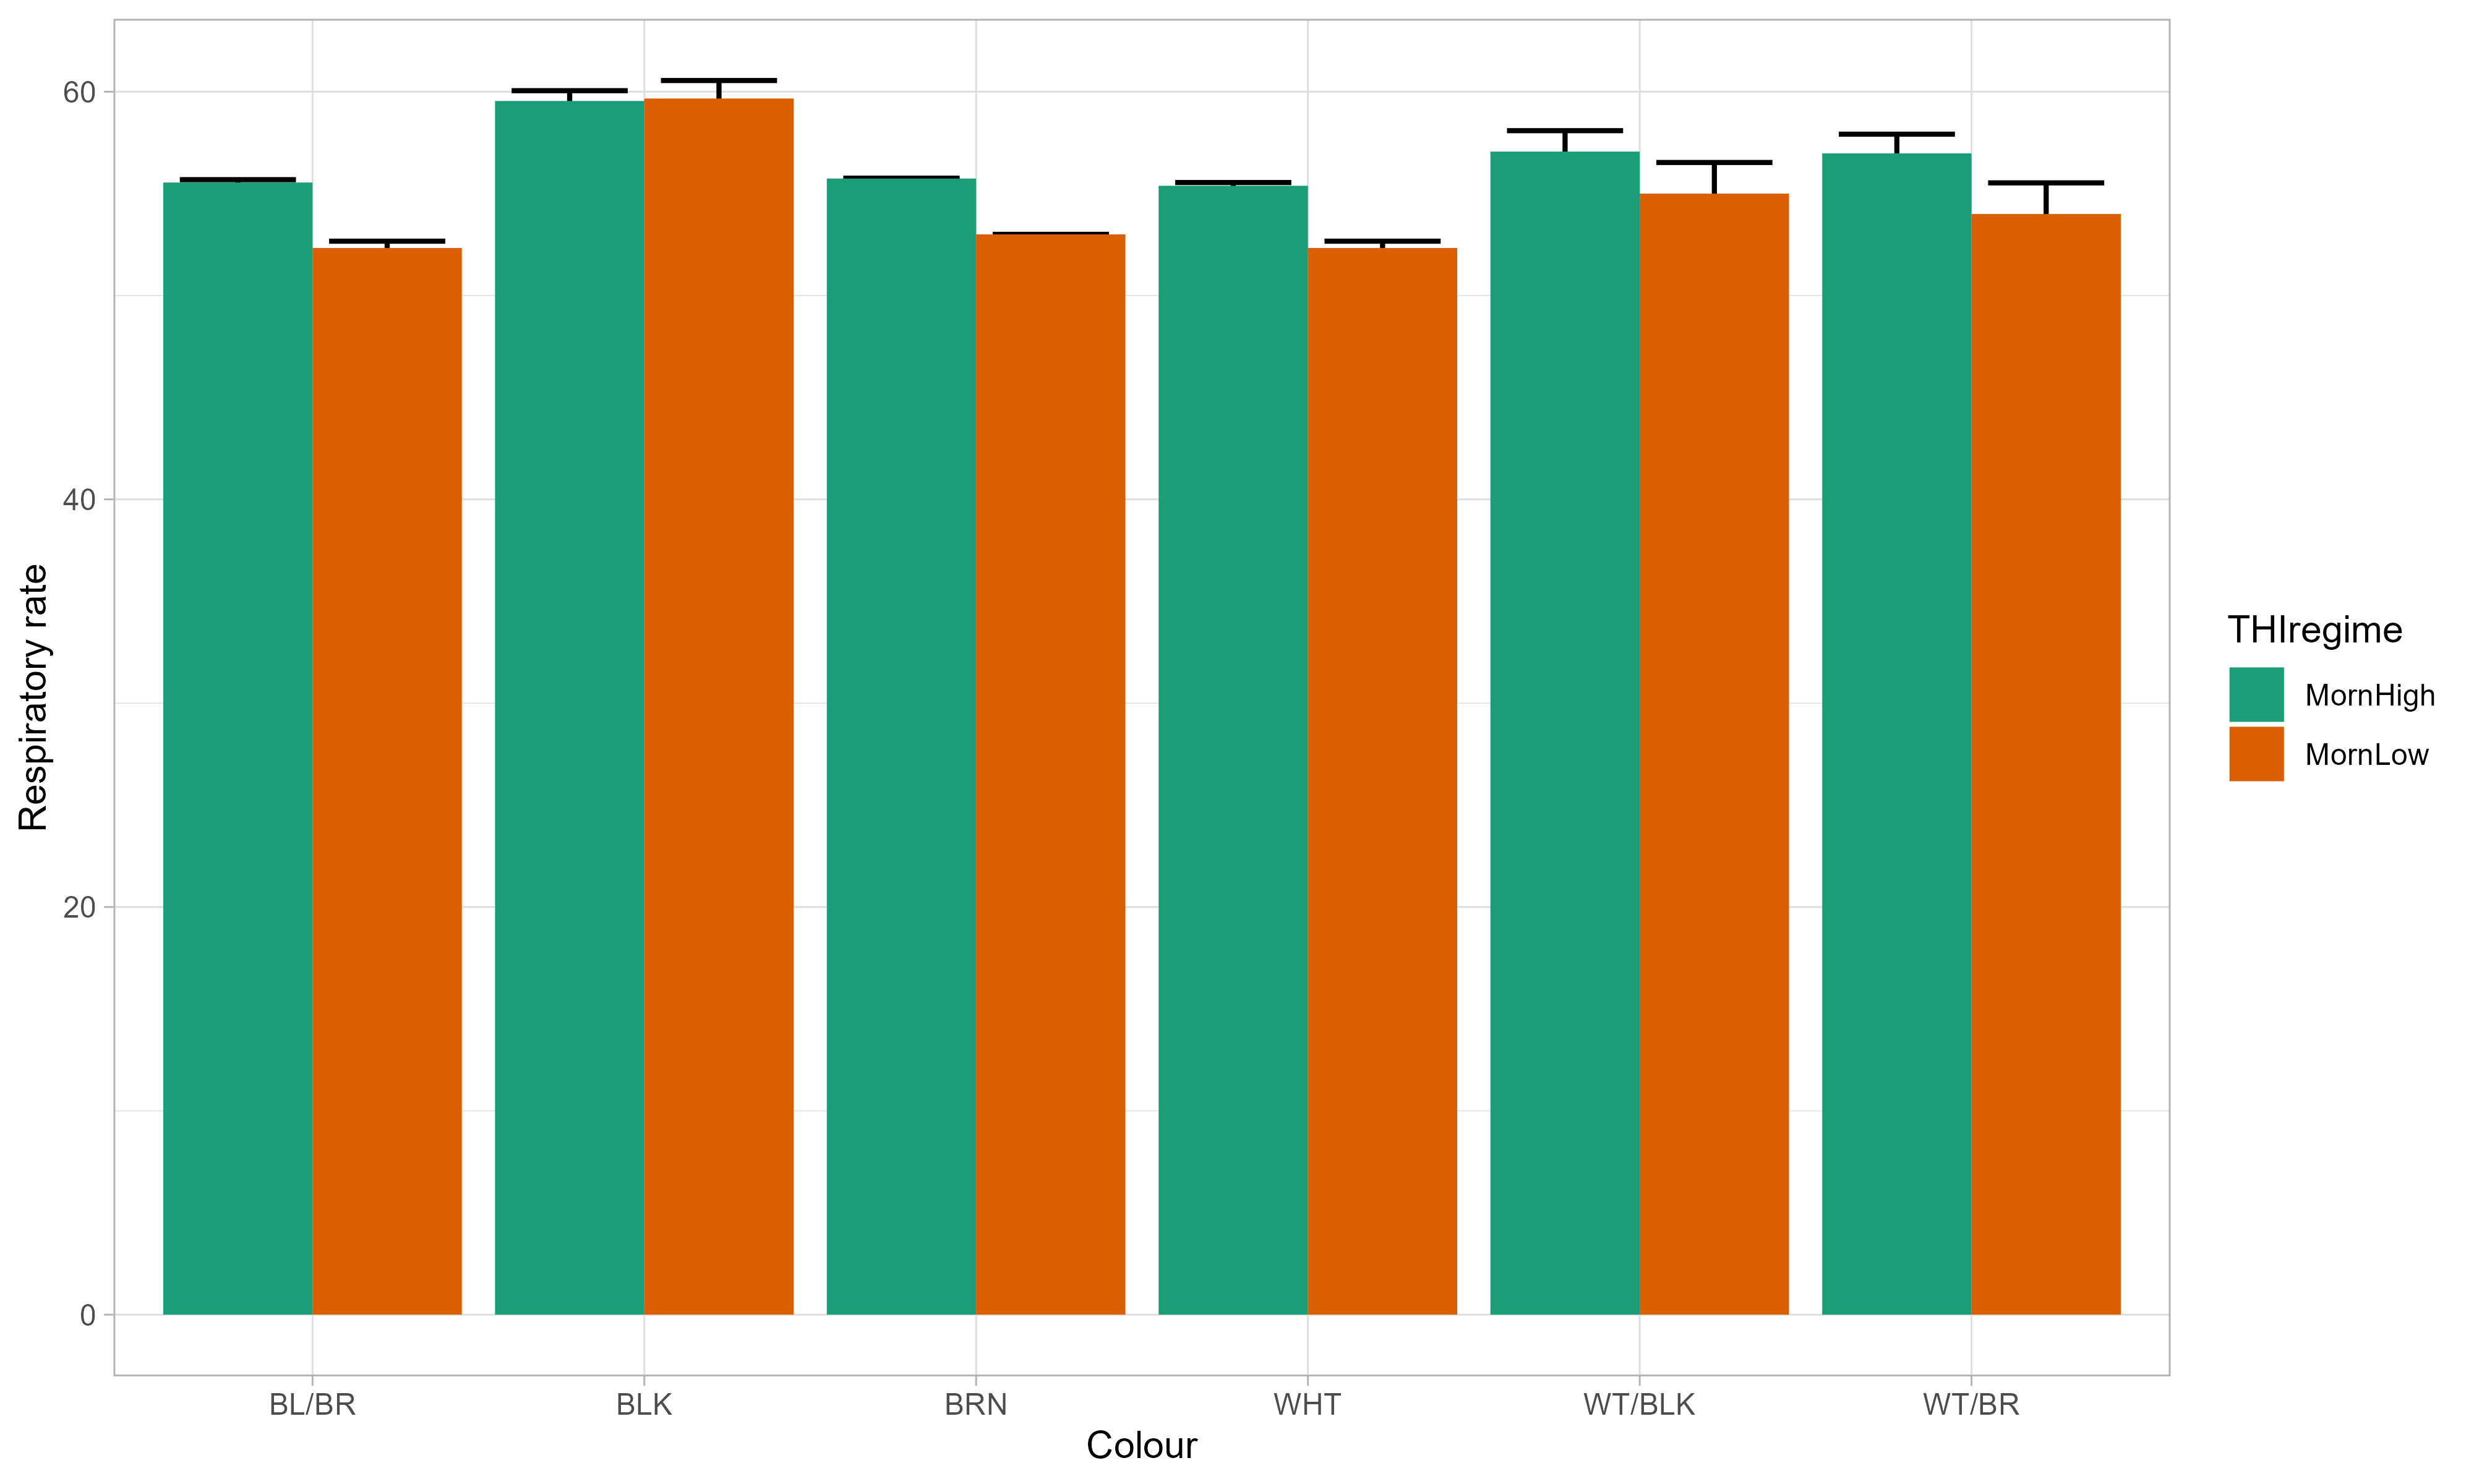 60
40
20
0
Respiratory rate
BL/BR BLK BRN WHT WT/BLK WT/BR
Colour
THIregime
MornHigh
MornLow